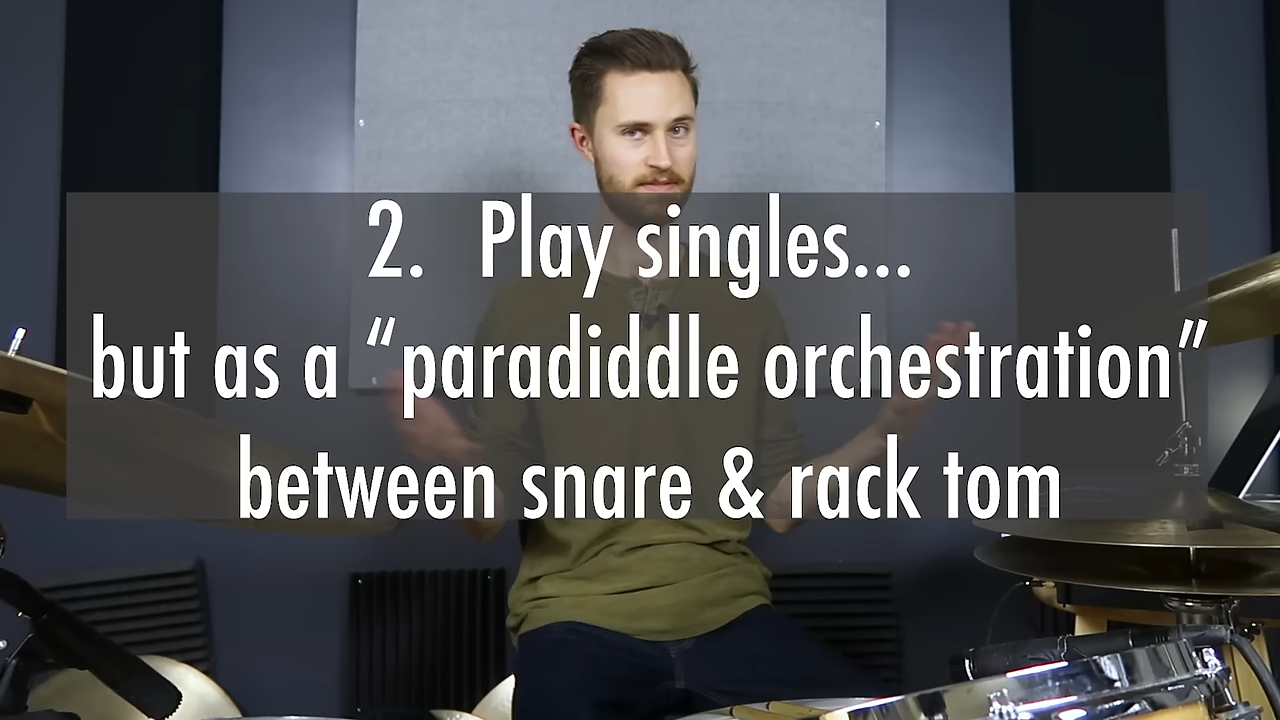 2. Play singles...
but as a “paradiddle orchestration”
between snare & rack tom